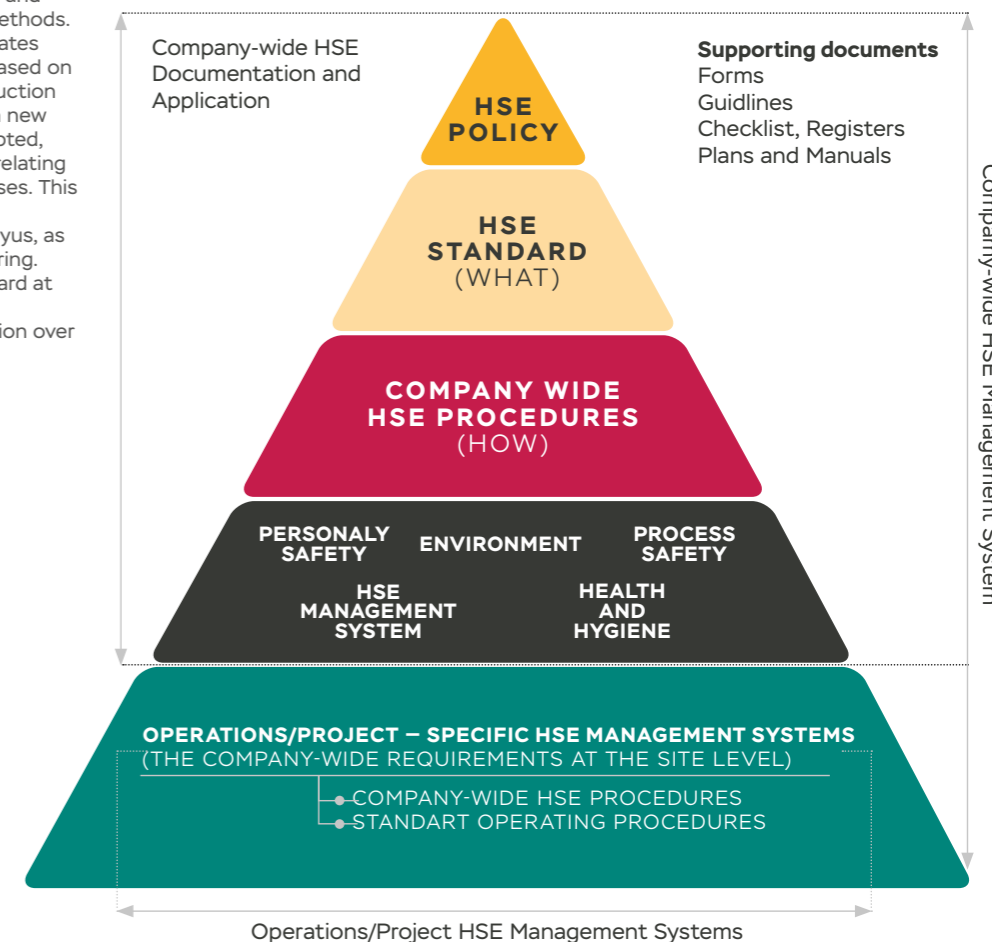 and
ethods.
ates
ased on
uction
new
pted,
relating
ses. This
yus, as
ring.
ard at
ion over
Company-wide HSE
Documentation and
Application
Supporting documents
Forms
Guidlines
Checklist, Registers
Plans and Manuals
HSE
POLICY
HSE
STANDARD
(WHAT)
COMPANY WIDE
HSE PROCEDURES
(HOW)
PERSONALY
SAFETY
ENVIRONMENT
PROCESS
SAFETY
HSE
MANAGEMENT
SYSTEM
HEALTH
AND
HYGIENE
OPERATIONS/PROJECT – SPECIFIC HSE MANAGEMENT SYSTEMS
(THE COMPANY-WIDE REQUIREMENTS AT THE SITE LEVEL)
COMPANY-WIDE HSE PROCEDURES
STANDART OPERATING PROCEDURES
Operations/Project HSE Management Systems
Company-wide HSE Management System